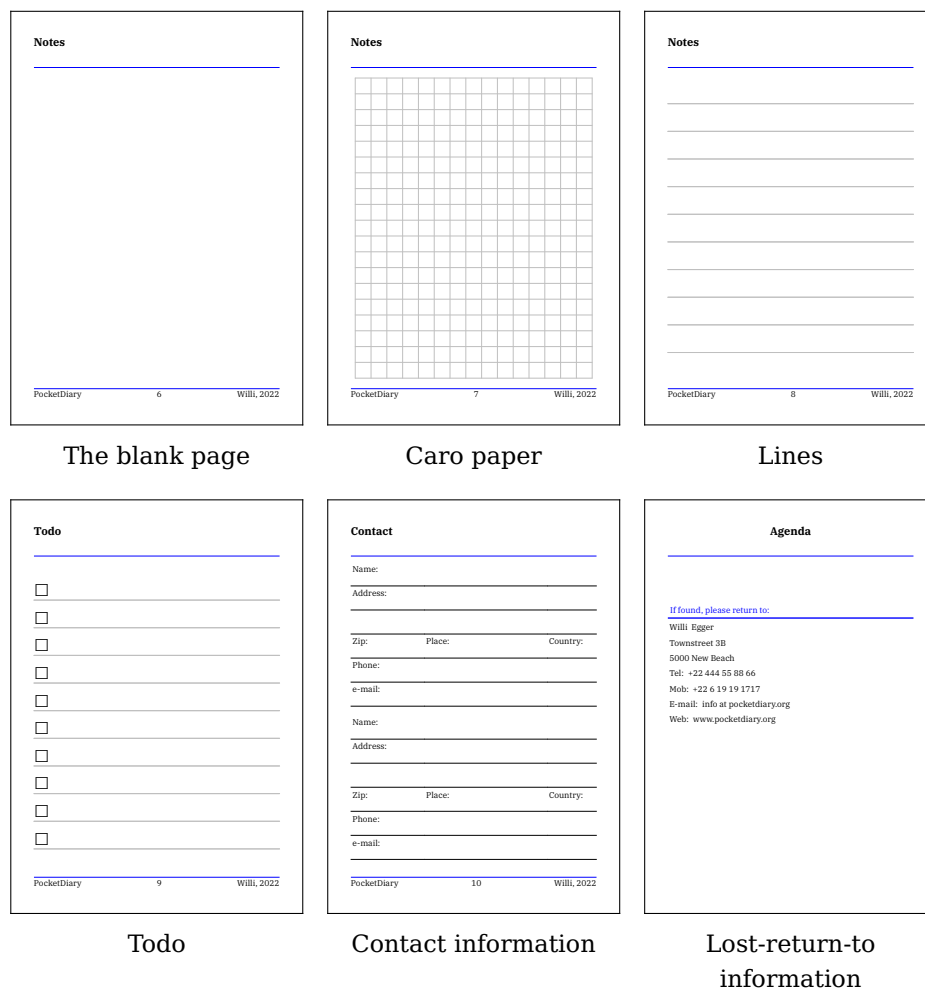 Notes
PocketDiary 6 Willi, 2022
The blank page
Notes
PocketDiary 7 Willi, 2022
Caro paper
Notes
PocketDiary 8 Willi, 2022
Lines
Todo
PocketDiary 9 Willi, 2022
Todo
Contact
Name:
Address:
Zip: Place: Country:
Phone:
e-mail:
Name:
Address:
Zip: Place: Country:
Phone:
e-mail:
PocketDiary 10 Willi, 2022
Contact information
Agenda
If found, please return to:
Willi Egger
Townstreet 3B
5000 New Beach
Tel: +22 444 55 88 66
Mob: +22 6 19 19 1717
E-mail: info at pocketdiary.org
Web: www.pocketdiary.org
Lost-return-to
information